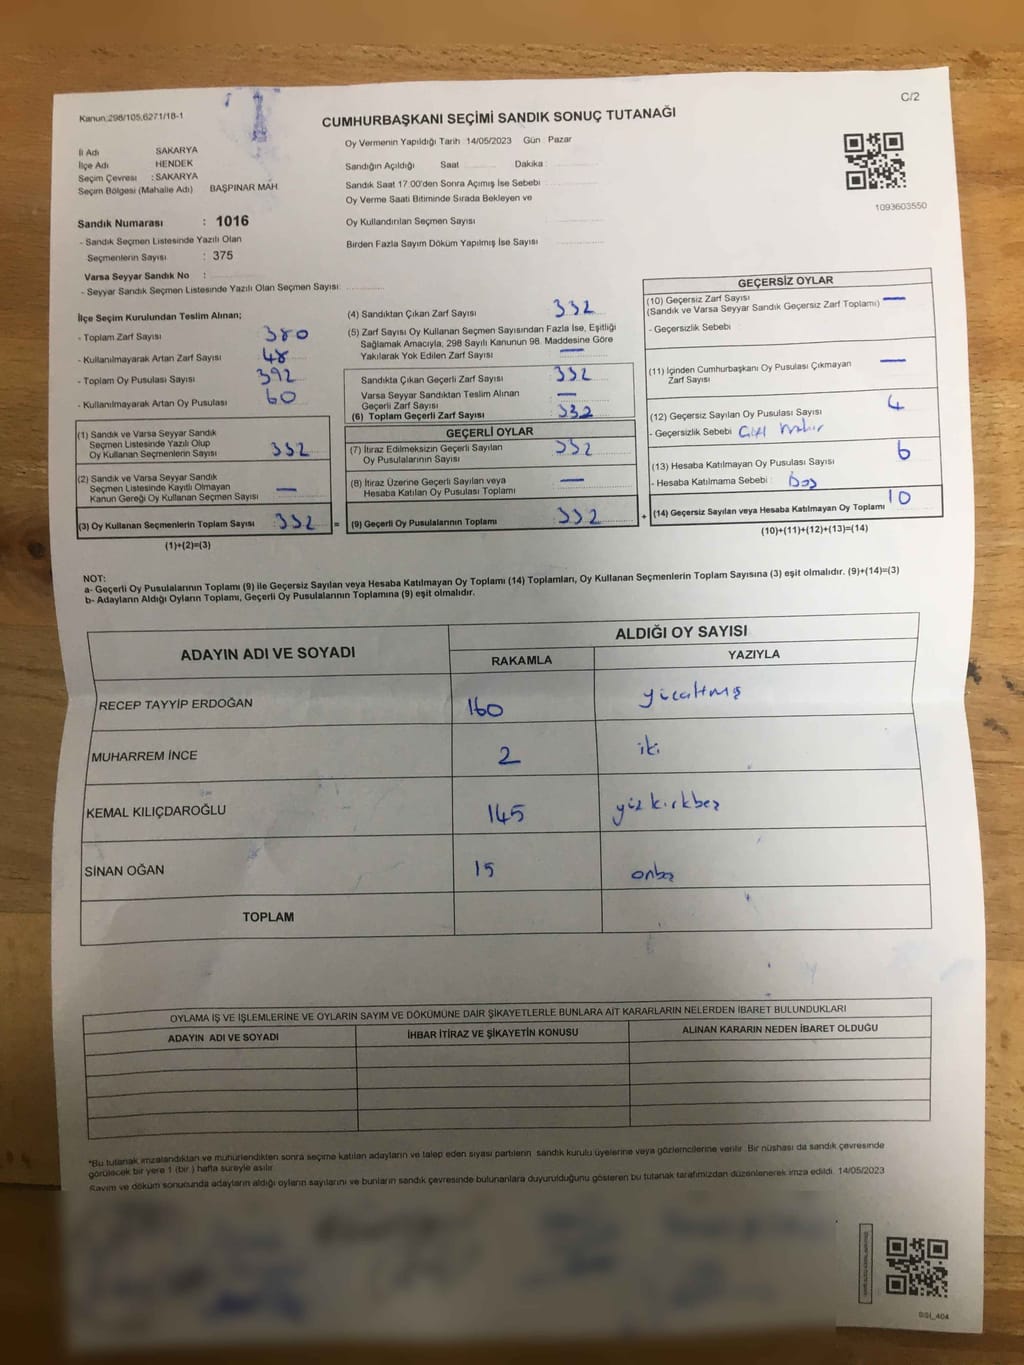 Kanun;298/105,6271/18-1
C/2
CUMHURBAŞKANI SEÇİMİ SANDIK SONUÇ TUTANAĞI
Oy Vermenin Yapıldığı Tarih :14/05/2023 Gün : Pazar
İl Adı SAKARYA
İlçe Adı HENDEK
Seçim Çevresi : SAKARYA
Seçim Bölgesi (Mahalle Adı) BAŞPINAR MAH.
Sandık Numarası : 1016
- Sandık Seçmen Listesinde Yazılı Olan
Seçmenlerin Sayısı : 375
Varsa Seyyar Sandık No :
- Seyyar Sandık Seçmen Listesinde Yazılı Olan Seçmen Sayısı:
Sandığın Açıldığı Saat Dakika :
Sandık Saat 17:00'den Sonra Açımış İse Sebebi
Oy Verme Saati Bitiminde Sırada Bekleyen ve
Oy Kullandırılan Seçmen Sayısı
Birden Fazla Sayım Döküm Yapılmış İse Sayısı
1093603550
İlçe Seçim Kurulundan Teslim Alınan;
- Toplam Zarf Sayısı 380
- Kullanılmayarak Artan Zarf Sayısı 48
- Toplam Oy Pusulası Sayısı 392
- Kullanılmayarak Artan Oy Pusulası 60
(1) Sandık ve Varsa Seyyar Sandık
Seçmen Listesinde Yazılı Olup
Oy Kullanan Seçmenlerin Sayısı 332
(2) Sandık ve Varsa Seyyar Sandık
Seçmen Listesinde Kayıtlı Olmayan
Kanun Gereği Oy Kullanan Seçmen Sayısı —
(3) Oy Kullanan Seçmenlerin Toplam Sayısı 332 =
(1)+(2)=(3)
(4) Sandıktan Çıkan Zarf Sayısı 332
(5) Zarf Sayısı Oy Kullanan Seçmen Sayısından Fazla İse, Eşitliği
Sağlamak Amacıyla; 298 Sayılı Kanunun 98. Maddesine Göre
Yakılarak Yok Edilen Zarf Sayısı —
Sandıkta Çıkan Geçerli Zarf Sayısı 332
Varsa Seyyar Sandıktan Teslim Alınan
Geçerli Zarf Sayısı —
(6) Toplam Geçerli Zarf Sayısı 332
GEÇERLİ OYLAR
(7) İtiraz Edilmeksizin Geçerli Sayılan
Oy Pusulalarının Sayısı 332
(8) İtiraz Üzerine Geçerli Sayılan veya
Hesaba Katılan Oy Pusulası Toplamı —
(9) Geçerli Oy Pusulalarının Toplamı 332 +
GEÇERSİZ OYLAR
(10) Geçersiz Zarf Sayısı
(Sandık ve Varsa Seyyar Sandık Geçersiz Zarf Toplamı) —
- Geçersizlik Sebebi
(11) İçinden Cumhurbaşkanı Oy Pusulası Çıkmayan
Zarf Sayısı —
(12) Geçersiz Sayılan Oy Pusulası Sayısı 4
- Geçersizlik Sebebi
(13) Hesaba Katılmayan Oy Pusulası Sayısı 6
- Hesaba Katılmama Sebebi : Boş
(14) Geçersiz Sayılan veya Hesaba Katılmayan Oy Toplamı 10
(10)+(11)+(12)+(13)=(14)
NOT:
a- Geçerli Oy Pusulalarının Toplamı (9) ile Geçersiz Sayılan veya Hesaba Katılmayan Oy Toplamı (14) Toplamları, Oy Kullanan Seçmenlerin Toplam Sayısına (3) eşit olmalıdır. (9)+(14)=(3)
b- Adayların Aldığı Oyların Toplamı, Geçerli Oy Pusulalarının Toplamına (9) eşit olmalıdır.
ADAYIN ADI VE SOYADI ALDIĞI OY SAYISI
RAKAMLA YAZIYLA
RECEP TAYYİP ERDOĞAN 160 yüzaltmış
MUHARREM İNCE 2 iki
KEMAL KILIÇDAROĞLU 145 yüzkırkbeş
SİNAN OĞAN 15 onbeş
TOPLAM
OYLAMA İŞ VE İŞLEMLERİNE VE OYLARIN SAYIM VE DÖKÜMÜNE DAİR ŞİKAYETLERLE BUNLARA AİT KARARLARIN NELERDEN İBARET BULUNDUKLARI
ADAYIN ADI VE SOYADI İHBAR İTİRAZ VE ŞİKAYETİN KONUSU ALINAN KARARIN NEDEN İBARET OLDUĞU
*Bu tutanak imzalandıktan ve mühürlendikten sonra seçime katılan adayların ve talep eden siyasi partilerin sandık kurulu üyelerine veya gözlemcilerine verilir. Bir nüshası da sandık çevresinde
görülecek bir yere 1 (bir ) hafta süreyle asılır.
Sayım ve döküm sonucunda adayların aldığı oyların sayılarını ve bunların sandık çevresinde bulunanlara duyurulduğunu gösteren bu tutanak tarafımızdan düzenlenerek imza edildi. 14/05/2023